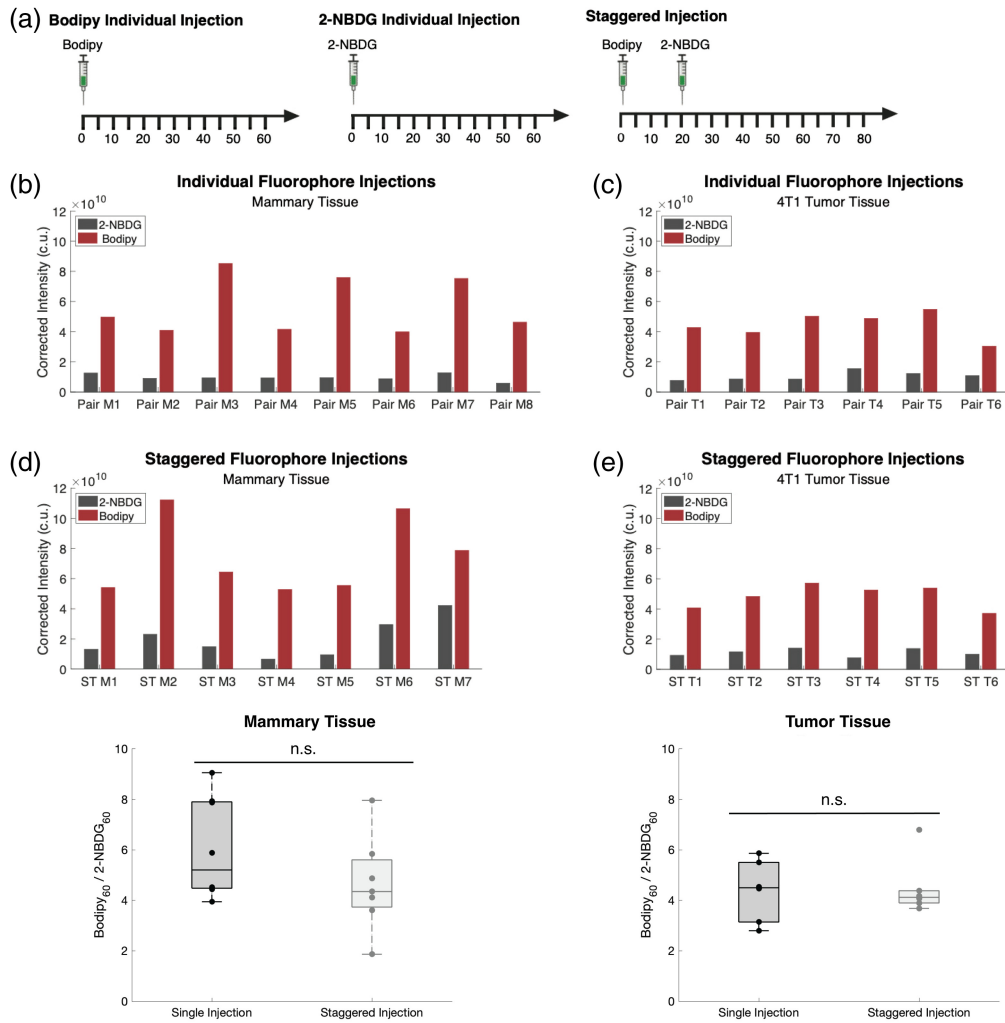 (a)
Bodipy Individual Injection
2-NBDG Individual Injection
Staggered Injection
Bodipy
2-NBDG
Bodipy 2-NBDG
0 10 20 30 40 50 60
0 10 20 30 40 50 60
0 10 20 30 40 50 60 70 80
(b)
Individual Fluorophore Injections
Mammary Tissue
×10^10
Corrected Intensity (c.u.)
12
10
8
6
4
2
0
2-NBDG
Bodipy
Pair M1 Pair M2 Pair M3 Pair M4 Pair M5 Pair M6 Pair M7 Pair M8
(c)
Individual Fluorophore Injections
4T1 Tumor Tissue
×10^10
Corrected Intensity (c.u.)
12
10
8
6
4
2
0
2-NBDG
Bodipy
Pair T1 Pair T2 Pair T3 Pair T4 Pair T5 Pair T6
(d)
Staggered Fluorophore Injections
Mammary Tissue
×10^10
Corrected Intensity (c.u.)
12
10
8
6
4
2
0
2-NBDG
Bodipy
ST M1 ST M2 ST M3 ST M4 ST M5 ST M6 ST M7
(e)
Staggered Fluorophore Injections
4T1 Tumor Tissue
×10^10
Corrected Intensity (c.u.)
12
10
8
6
4
2
0
2-NBDG
Bodipy
ST T1 ST T2 ST T3 ST T4 ST T5 ST T6
Mammary Tissue
n.s.
Bodipy60 / 2-NBDG60
10
8
6
4
2
0
Single Injection Staggered Injection
Tumor Tissue
n.s.
Bodipy60 / 2-NBDG60
10
8
6
4
2
0
Single Injection Staggered Injection